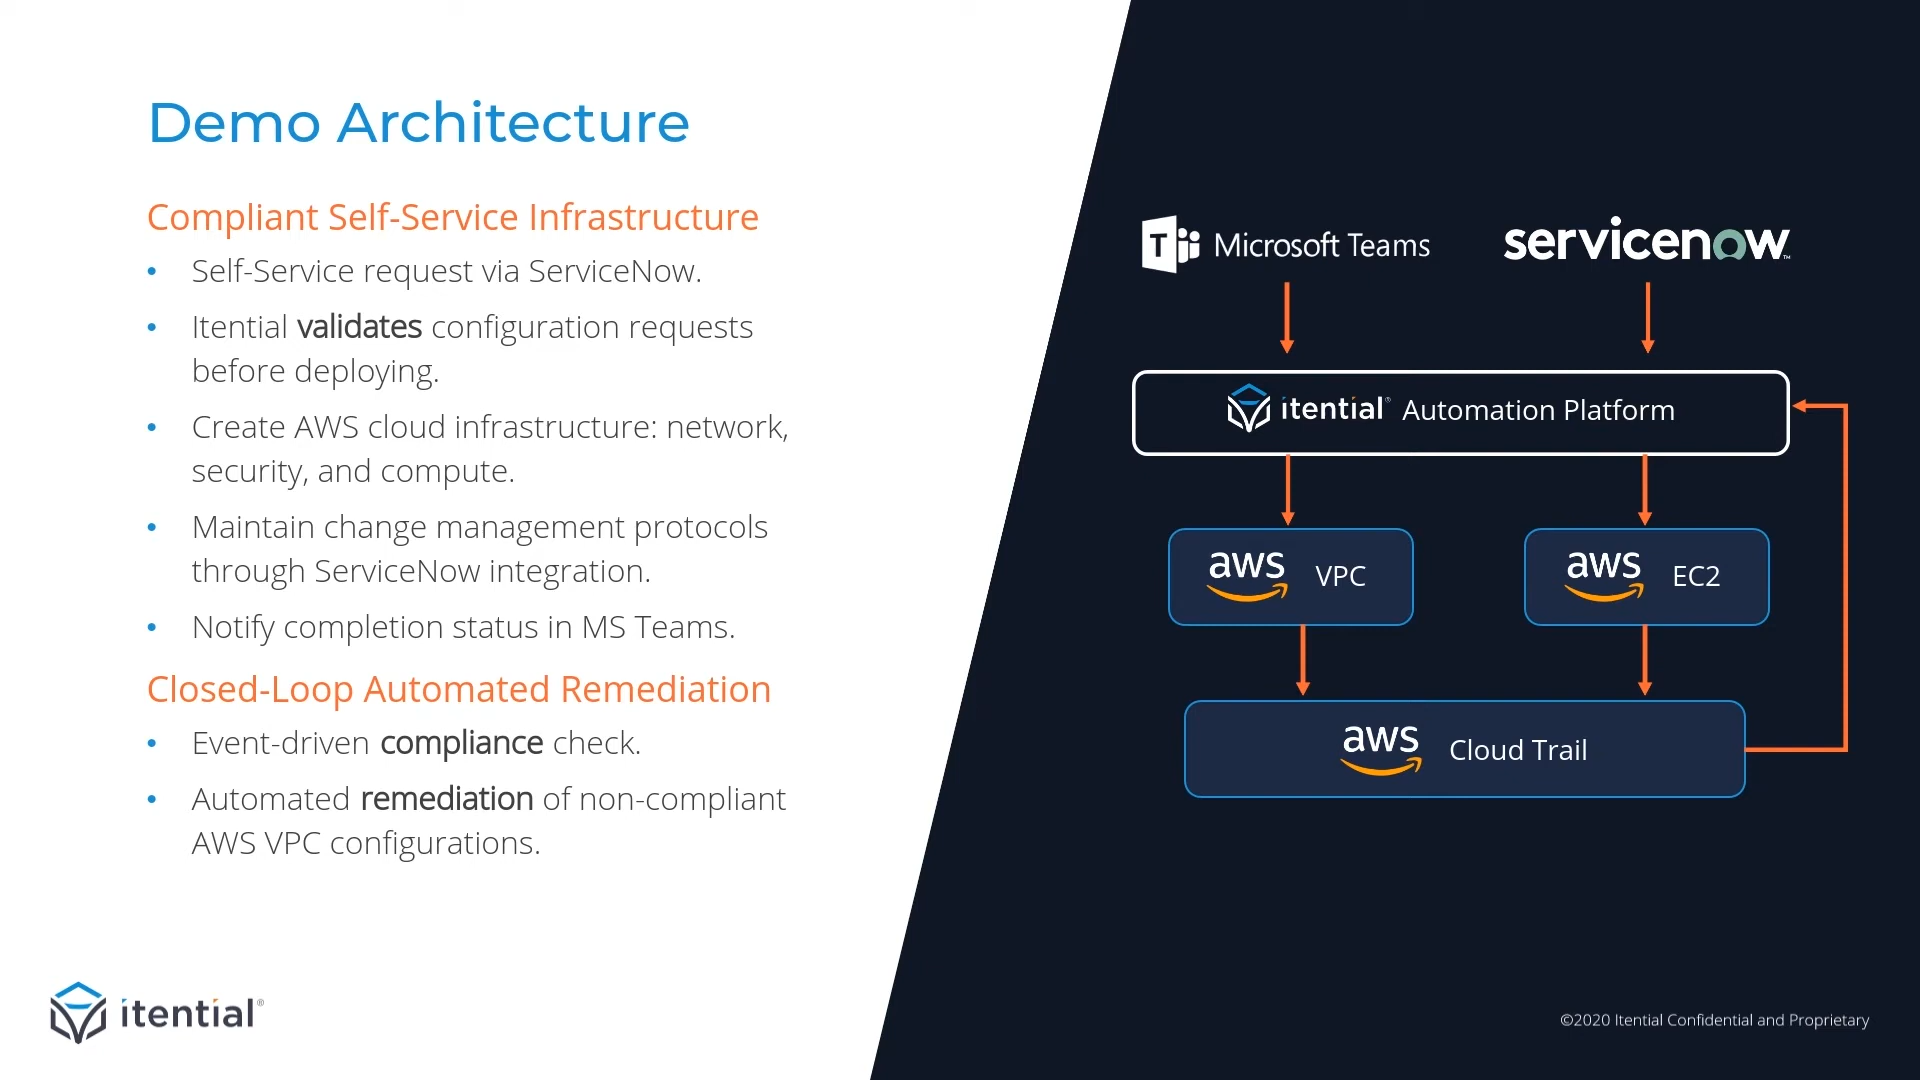 Demo Architecture
Compliant Self-Service Infrastructure
• Self-Service request via ServiceNow.
• Itential validates configuration requests
before deploying.
• Create AWS cloud infrastructure: network,
security, and compute.
• Maintain change management protocols
through ServiceNow integration.
• Notify completion status in MS Teams.
Closed-Loop Automated Remediation
• Event-driven compliance check.
• Automated remediation of non-compliant
AWS VPC configurations.
itential®
T Microsoft Teams
servicenow™
itential® Automation Platform
aws VPC
aws EC2
aws Cloud Trail
©2020 Itential Confidential and Proprietary